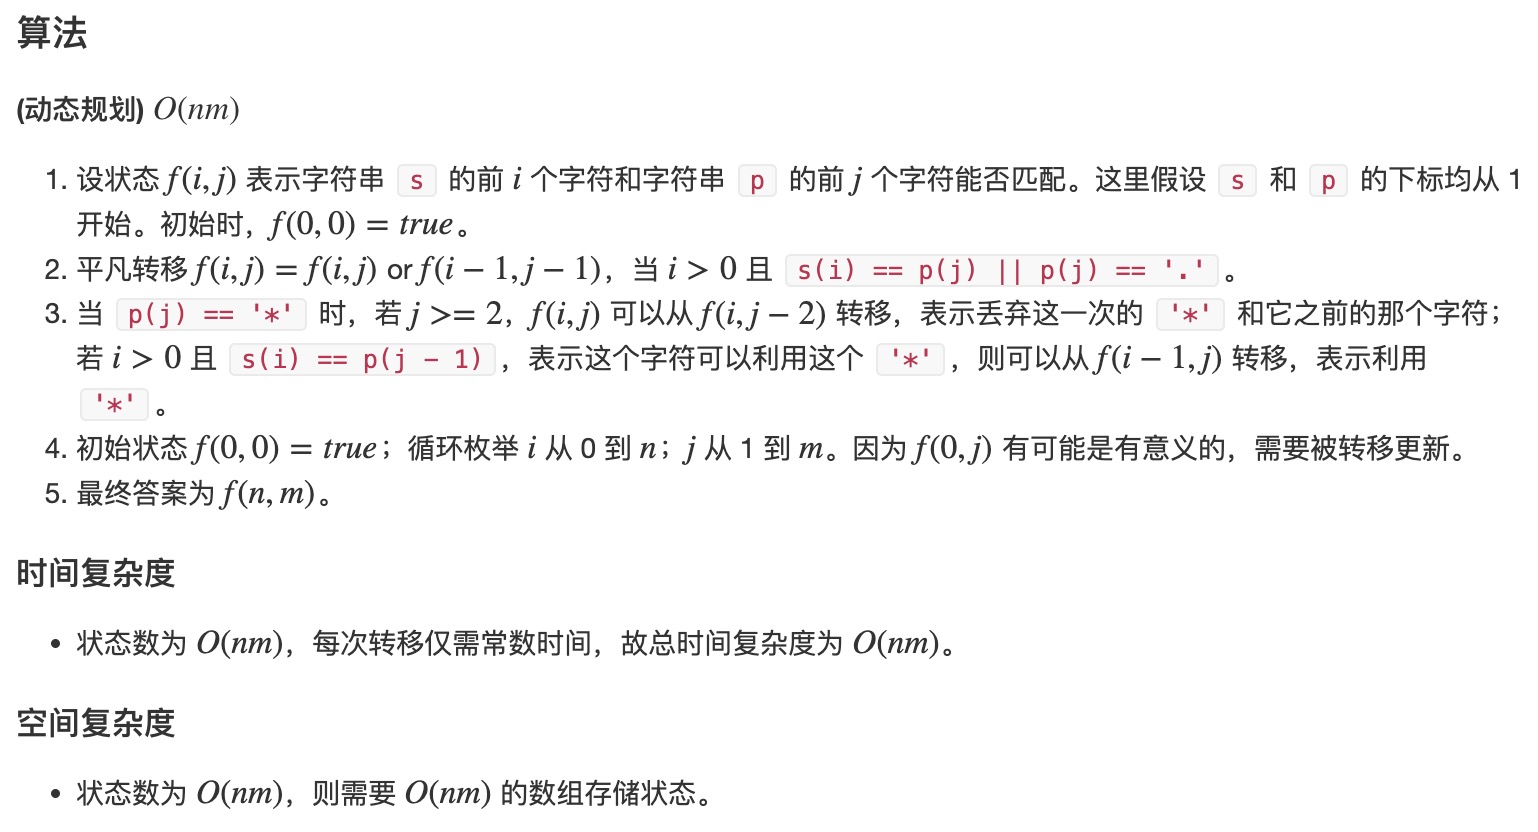 算法
(动态规划) O(nm)
1. 设状态 f(i, j) 表示字符串 s 的前 i 个字符和字符串 p 的前 j 个字符能否匹配。这里假设 s 和 p 的下标均从 1
开始。初始时，f(0, 0) = true。
2. 平凡转移 f(i, j) = f(i, j) or f(i − 1, j − 1)，当 i > 0 且 s(i) == p(j) || p(j) == '.' 。
3. 当 p(j) == '*' 时，若 j >= 2，f(i, j) 可以从 f(i, j − 2) 转移，表示丢弃这一次的 '*' 和它之前的那个字符；
若 i > 0 且 s(i) == p(j - 1) ，表示这个字符可以利用这个 '*' ，则可以从 f(i − 1, j) 转移，表示利用
'*' 。
4. 初始状态 f(0, 0) = true；循环枚举 i 从 0 到 n；j 从 1 到 m。因为 f(0, j) 有可能是有意义的，需要被转移更新。
5. 最终答案为 f(n, m)。
时间复杂度
• 状态数为 O(nm)，每次转移仅需常数时间，故总时间复杂度为 O(nm)。
空间复杂度
• 状态数为 O(nm)，则需要 O(nm) 的数组存储状态。